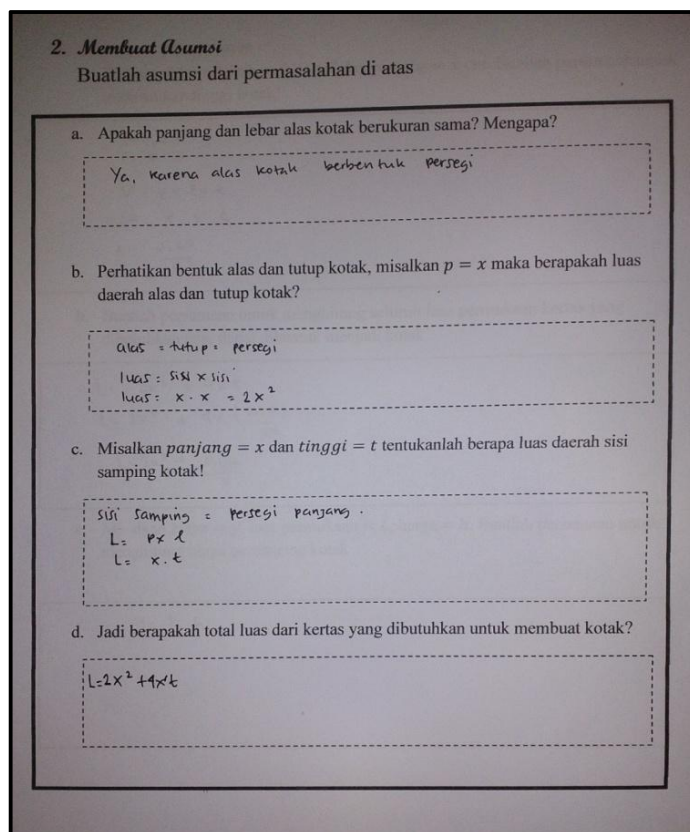 2. Membuat Asumsi
Buatlah asumsi dari permasalahan di atas
a. Apakah panjang dan lebar alas kotak berukuran sama? Mengapa?
Ya, karena alas kotak berbentuk persegi
b. Perhatikan bentuk alas dan tutup kotak, misalkan p = x maka berapakah luas
daerah alas dan tutup kotak?
alas = tutup = persegi
luas = sisi x sisi
luas = x . x = 2x²
c. Misalkan panjang = x dan tinggi = t tentukanlah berapa luas daerah sisi
samping kotak!
sisi samping = persegi panjang.
L = p x l
L = x . t
d. Jadi berapakah total luas dari kertas yang dibutuhkan untuk membuat kotak?
L=2x² +4xt